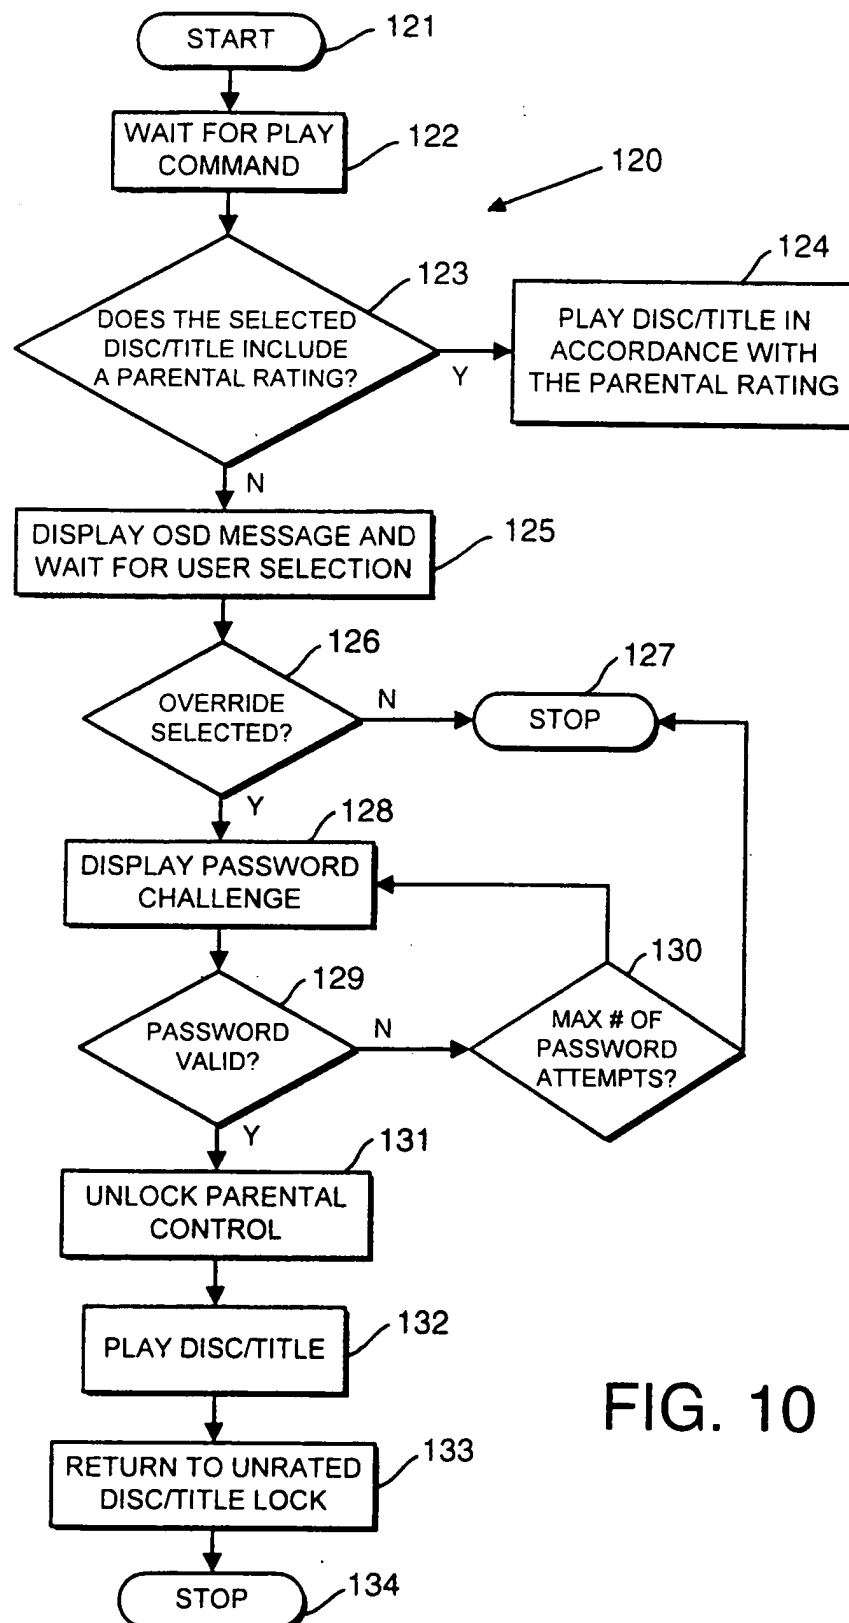 START
121
WAIT FOR PLAY
COMMAND
122
120
123
DOES THE SELECTED
DISC/TITLE INCLUDE
A PARENTAL RATING?
Y
124
PLAY DISC/TITLE IN
ACCORDANCE WITH
THE PARENTAL RATING
N
DISPLAY OSD MESSAGE AND
WAIT FOR USER SELECTION
125
126
OVERRIDE
SELECTED?
N
127
STOP
Y
128
DISPLAY PASSWORD
CHALLENGE
129
PASSWORD
VALID?
N
130
MAX # OF
PASSWORD
ATTEMPTS?
Y
131
UNLOCK PARENTAL
CONTROL
132
PLAY DISC/TITLE
133
RETURN TO UNRATED
DISC/TITLE LOCK
STOP
134
FIG. 10